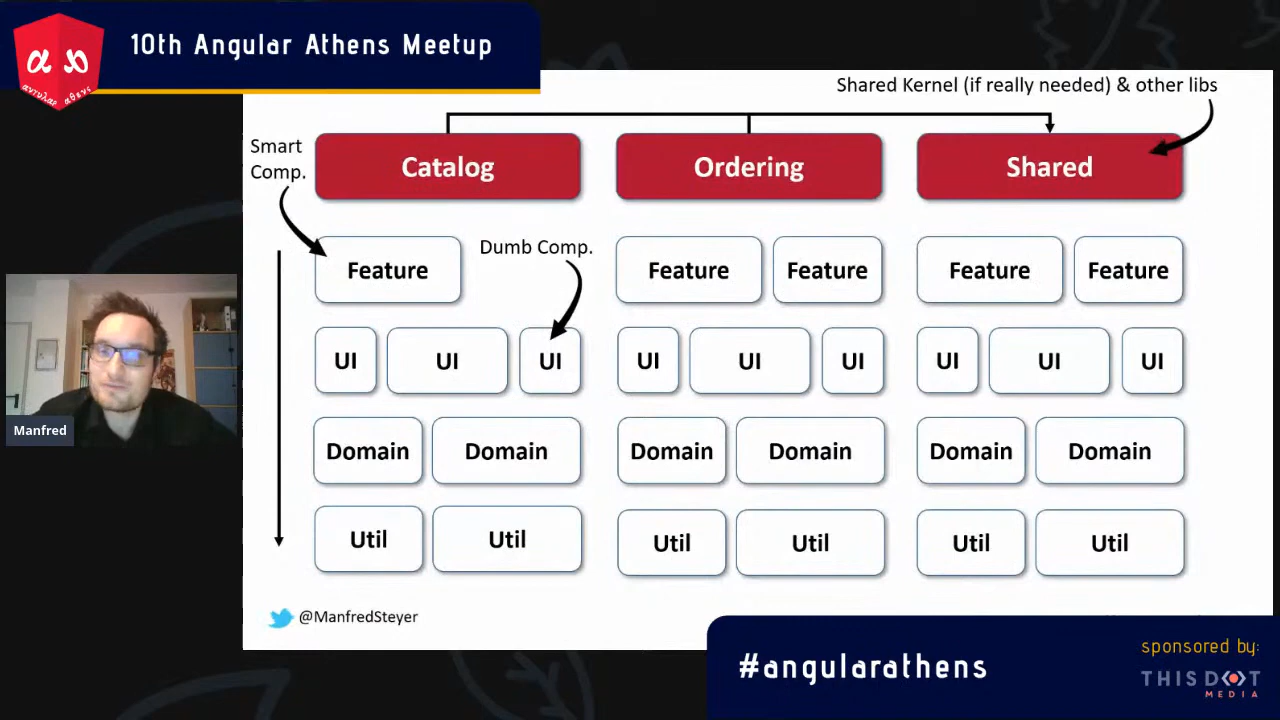 10th Angular Athens Meetup
Shared Kernel (if really needed) & other libs
Smart
Comp.
Catalog
Ordering
Shared
Dumb Comp.
Feature
Feature
Feature
Feature
Feature
UI
UI
UI
UI
UI
UI
UI
UI
UI
Domain
Domain
Domain
Domain
Domain
Domain
Util
Util
Util
Util
Util
Util
Manfred
@ManfredSteyer
#angularathens
sponsored by:
THIS DOT
MEDIA